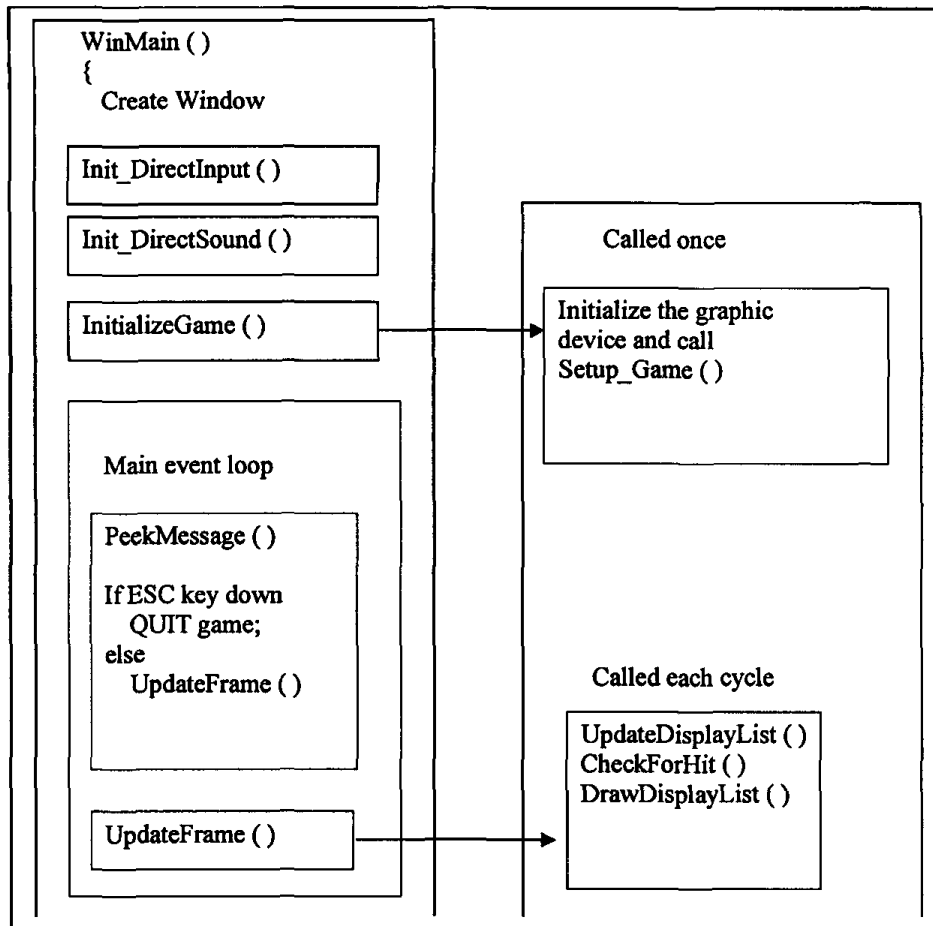 WinMain ( )
{
Create Window
Init_DirectInput ( )
Init_DirectSound ( )
InitializeGame ( )
Main event loop
PeekMessage ( )
If ESC key down
QUIT game;
else
UpdateFrame ( )
UpdateFrame ( )
Called once
Initialize the graphic
device and call
Setup_Game ( )
Called each cycle
UpdateDisplayList ( )
CheckForHit ( )
DrawDisplayList ( )